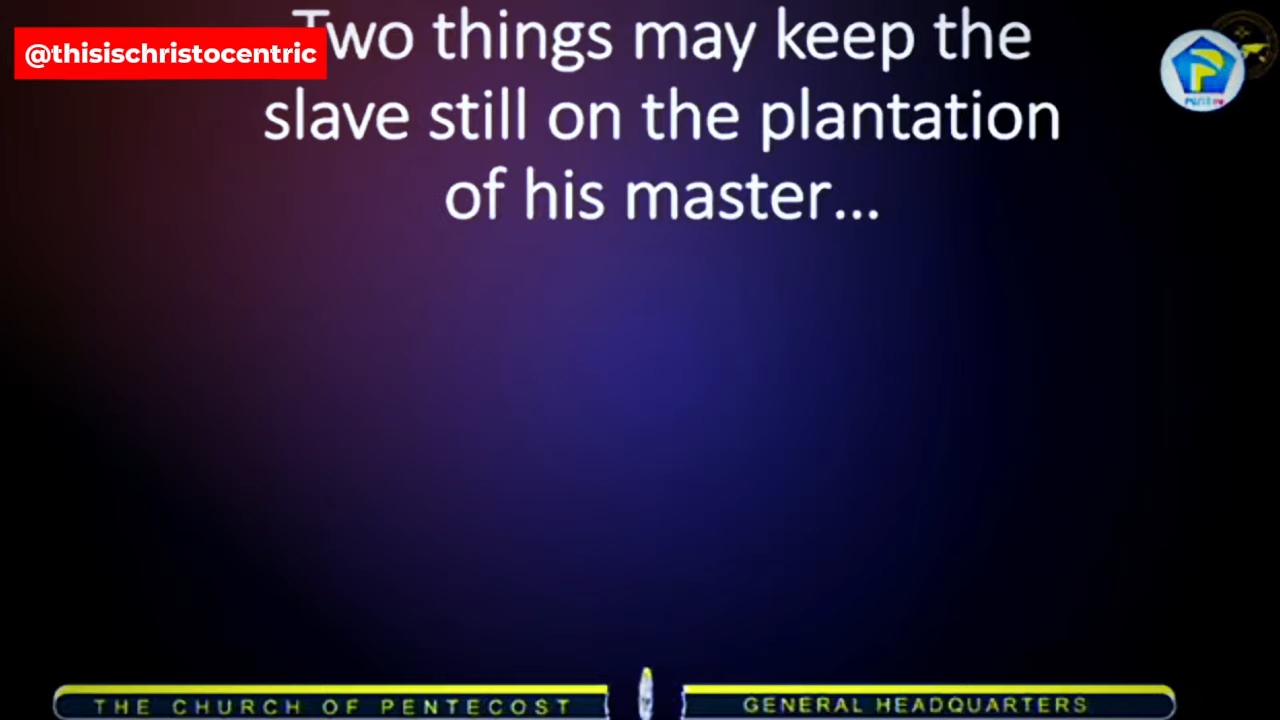 @thisischristocentric
Two things may keep the
slave still on the plantation
of his master...
THE CHURCH OF PENTECOST
GENERAL HEADQUARTERS